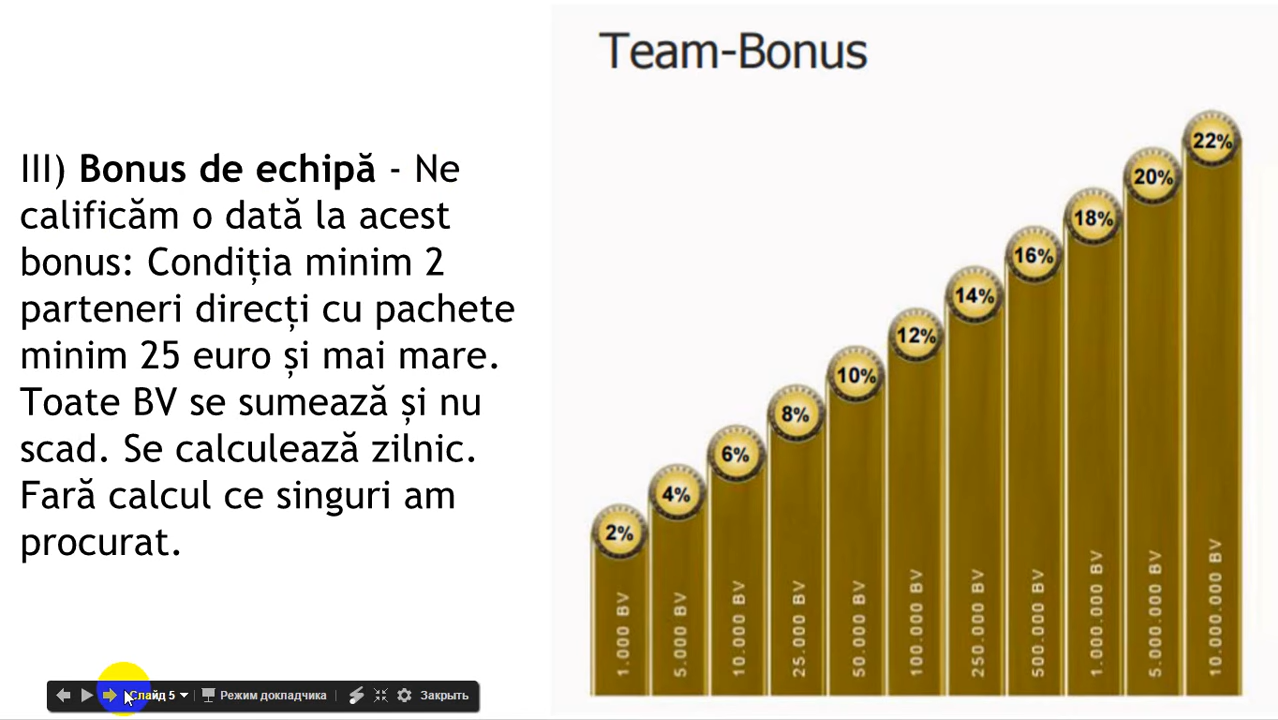 III) Bonus de echipă - Ne
calificăm o dată la acest
bonus: Condiția minim 2
parteneri direcți cu pachete
minim 25 euro și mai mare.
Toate BV se sumează și nu
scad. Se calculează zilnic.
Fară calcul ce singuri am
procurat.
Team-Bonus
2%
4%
6%
8%
10%
12%
14%
16%
18%
20%
22%
1.000 BV
5.000 BV
10.000 BV
25.000 BV
50.000 BV
100.000 BV
250.000 BV
500.000 BV
1.000.000 BV
5.000.000 BV
10.000.000 BV
Слайд 5 Режим докладчика Закрыть